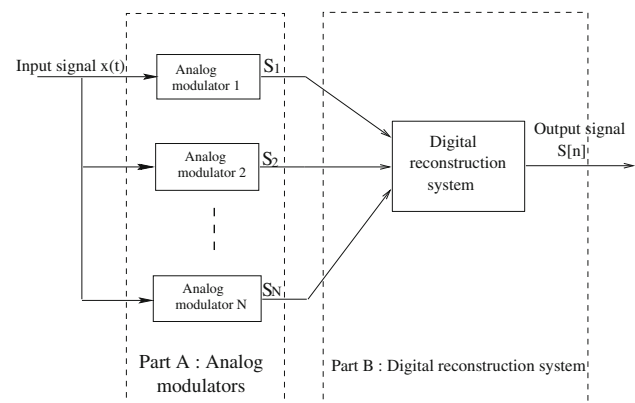 Input signal x(t)
Analog
modulator 1
S1
Analog
modulator 2
S2
Analog
modulator N
SN
Digital
reconstruction
system
Output signal
S[n]
Part A : Analog
modulators
Part B : Digital reconstruction system